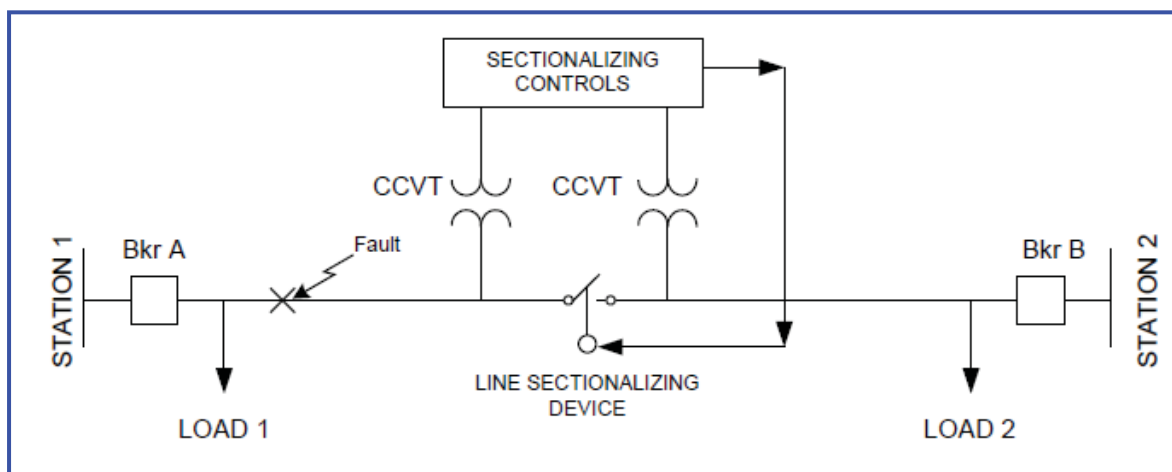 SECTIONALIZING
CONTROLS
CCVT
CCVT
STATION 1
Bkr A
Fault
Bkr B
STATION 2
LINE SECTIONALIZING
DEVICE
LOAD 1
LOAD 2